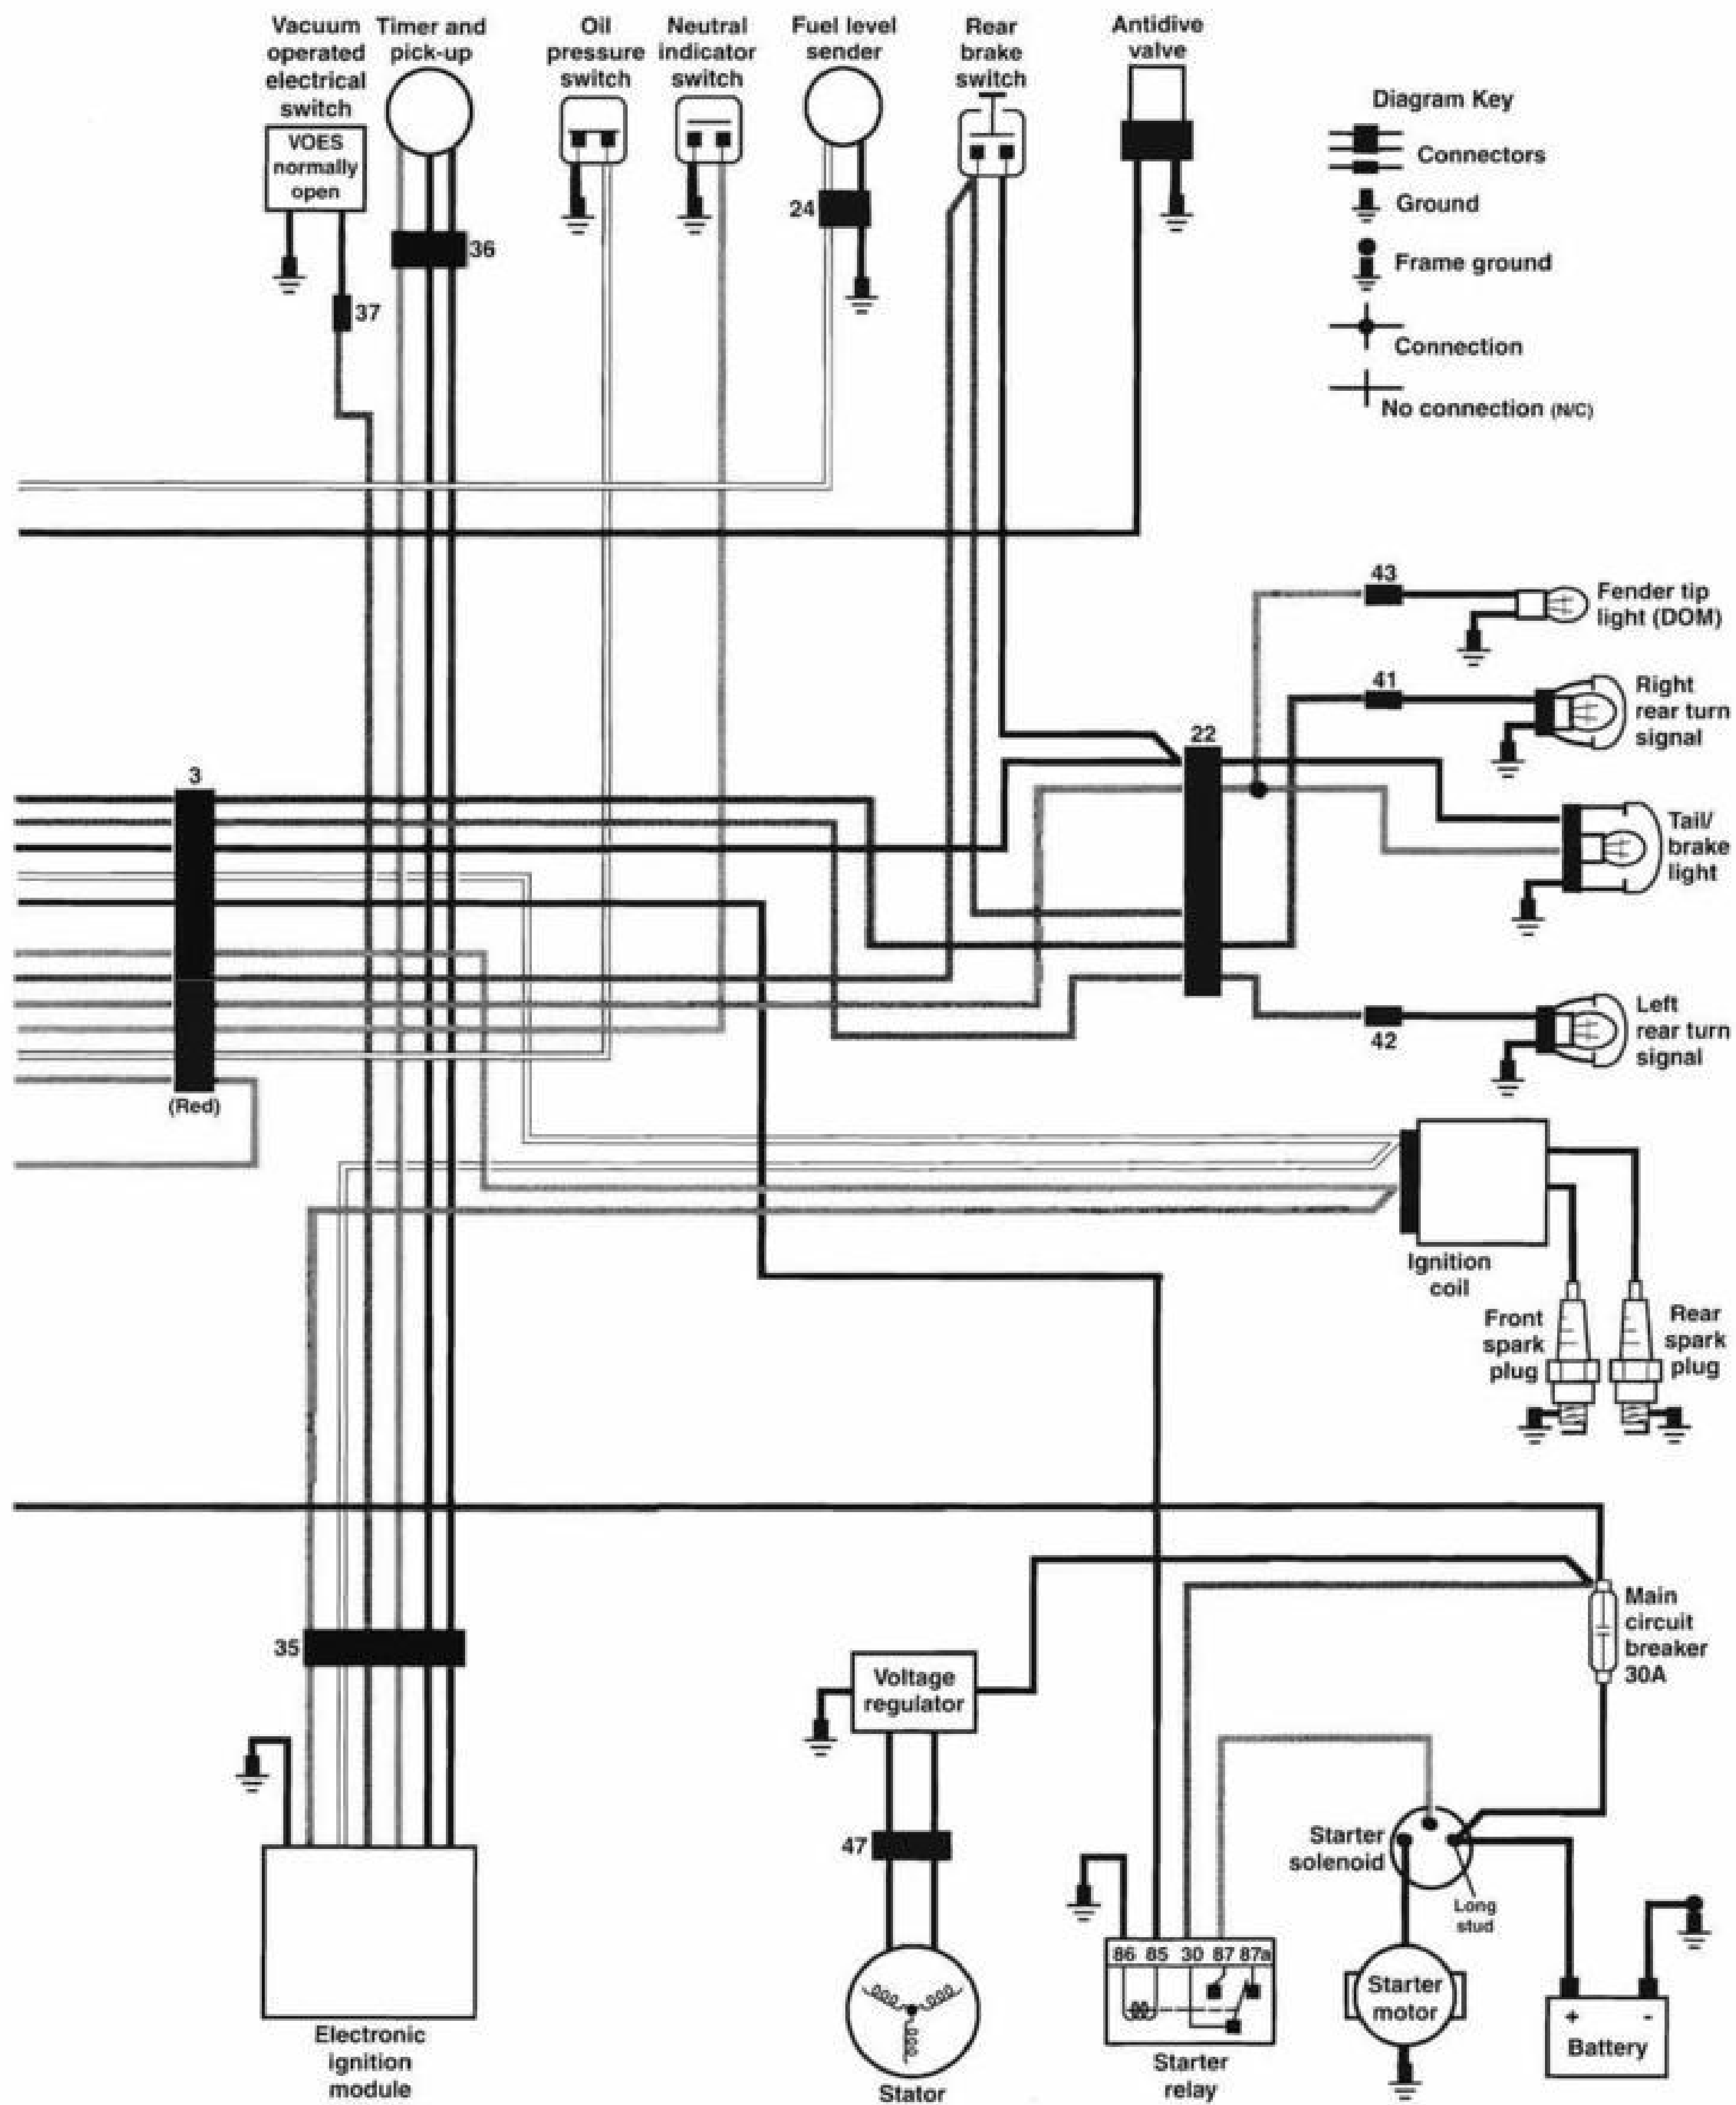 Vacuum
operated
electrical
switch
VOES
normally
open
Timer and
pick-up
Oil
pressure
switch
Neutral
indicator
switch
Fuel level
sender
Rear
brake
switch
Antidive
valve
Diagram Key
Connectors
Ground
Frame ground
Connection
No connection (N/C)
24
36
37
43
Fender tip
light (DOM)
41
Right
rear turn
signal
22
3
Tail/
brake
light
42
Left
rear turn
signal
(Red)
Ignition
coil
Front
spark
plug
Rear
spark
plug
Main
circuit
breaker
30A
35
Voltage
regulator
47
Starter
solenoid
Long
stud
86 85 30 87 87a
Starter
motor
+ -
Battery
Electronic
ignition
module
Stator
Starter
relay